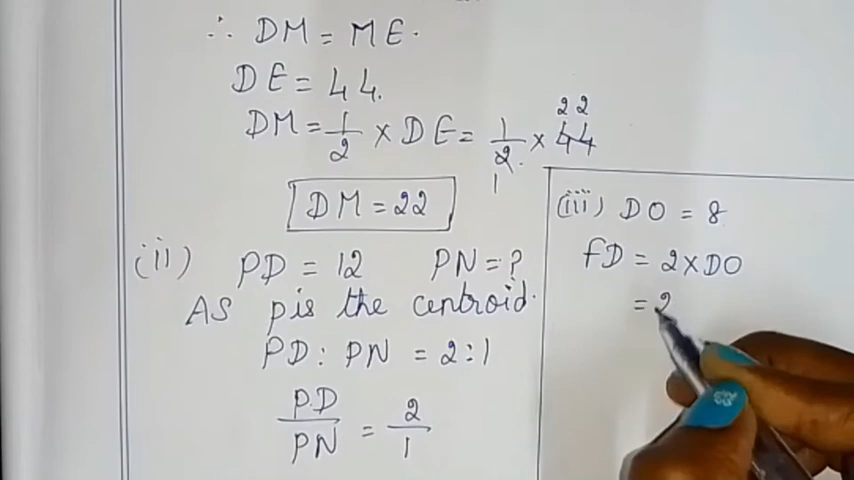 ∴ DM = ME.
DE = 44.
DM = 1/2 × DE = 1/2 × 44
22
1
DM = 22
(ii) PD = 12 PN = ?
AS p is the centroid.
PD : PN = 2 : 1
P.D/PN = 2/1
(iii) DO = 8
fD = 2 × DO
= 2